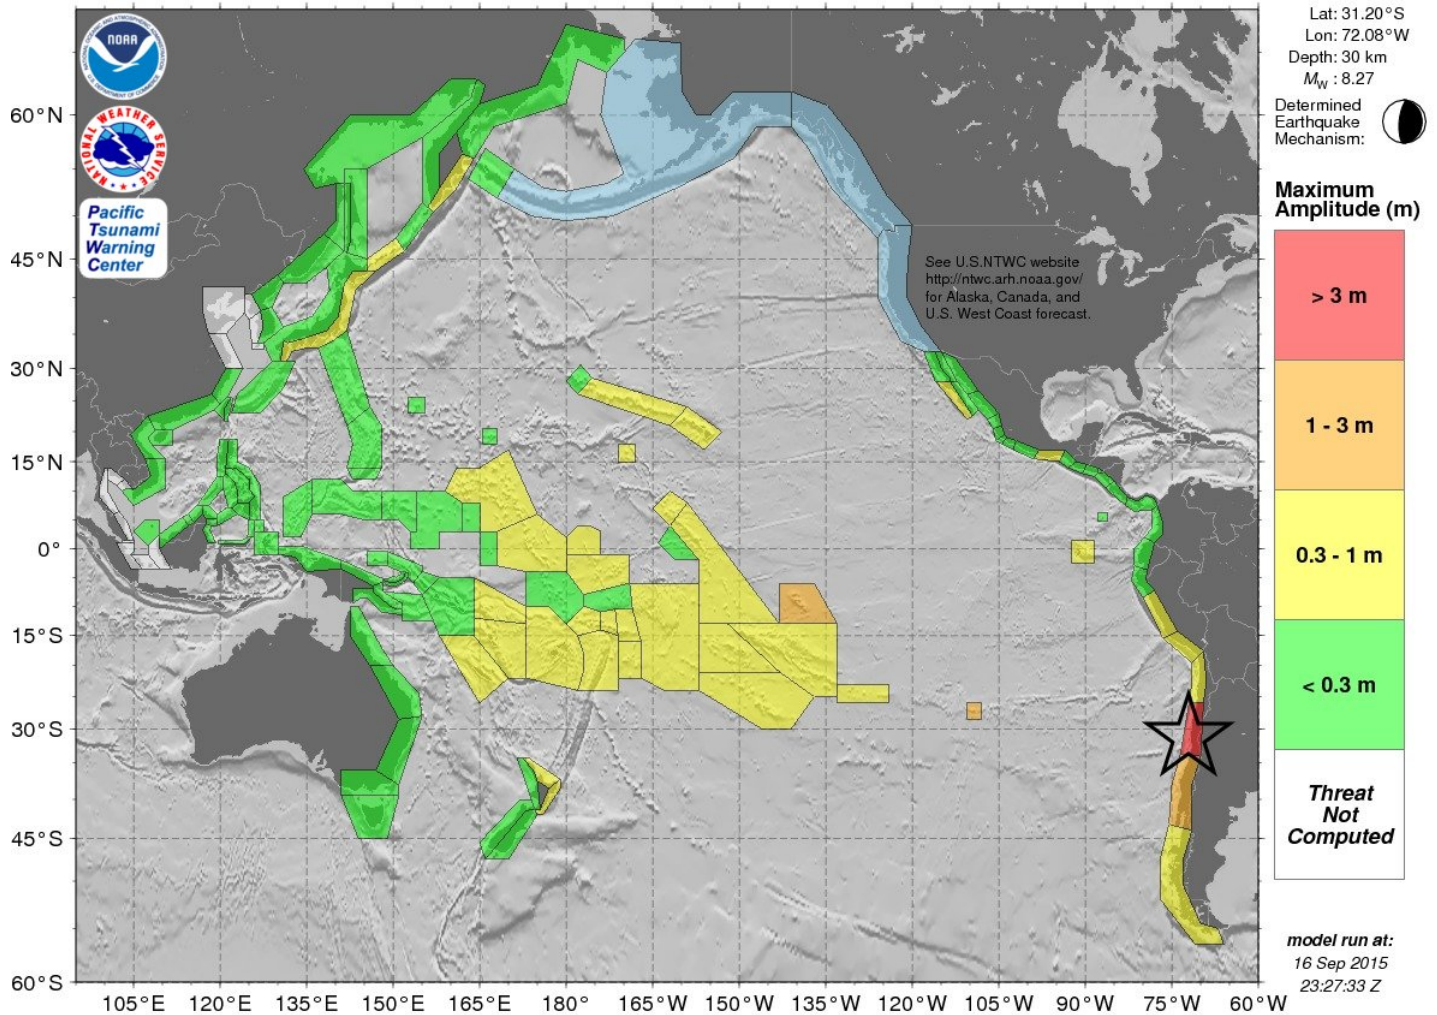 NOAA
NATIONAL WEATHER SERVICE
Pacific
Tsunami
Warning
Center
See U.S.NTWC website
http://ntwc.arh.noaa.gov/
for Alaska, Canada, and
U.S. West Coast forecast.
60°N
45°N
30°N
15°N
0°
15°S
30°S
45°S
60°S
105°E 120°E 135°E 150°E 165°E 180° 165°W 150°W 135°W 120°W 105°W 90°W 75°W 60°W
Lat: 31.20°S
Lon: 72.08°W
Depth: 30 km
MW : 8.27
Determined
Earthquake
Mechanism:
Maximum
Amplitude (m)
> 3 m
1 - 3 m
0.3 - 1 m
< 0.3 m
Threat
Not
Computed
model run at:
16 Sep 2015
23:27:33 Z